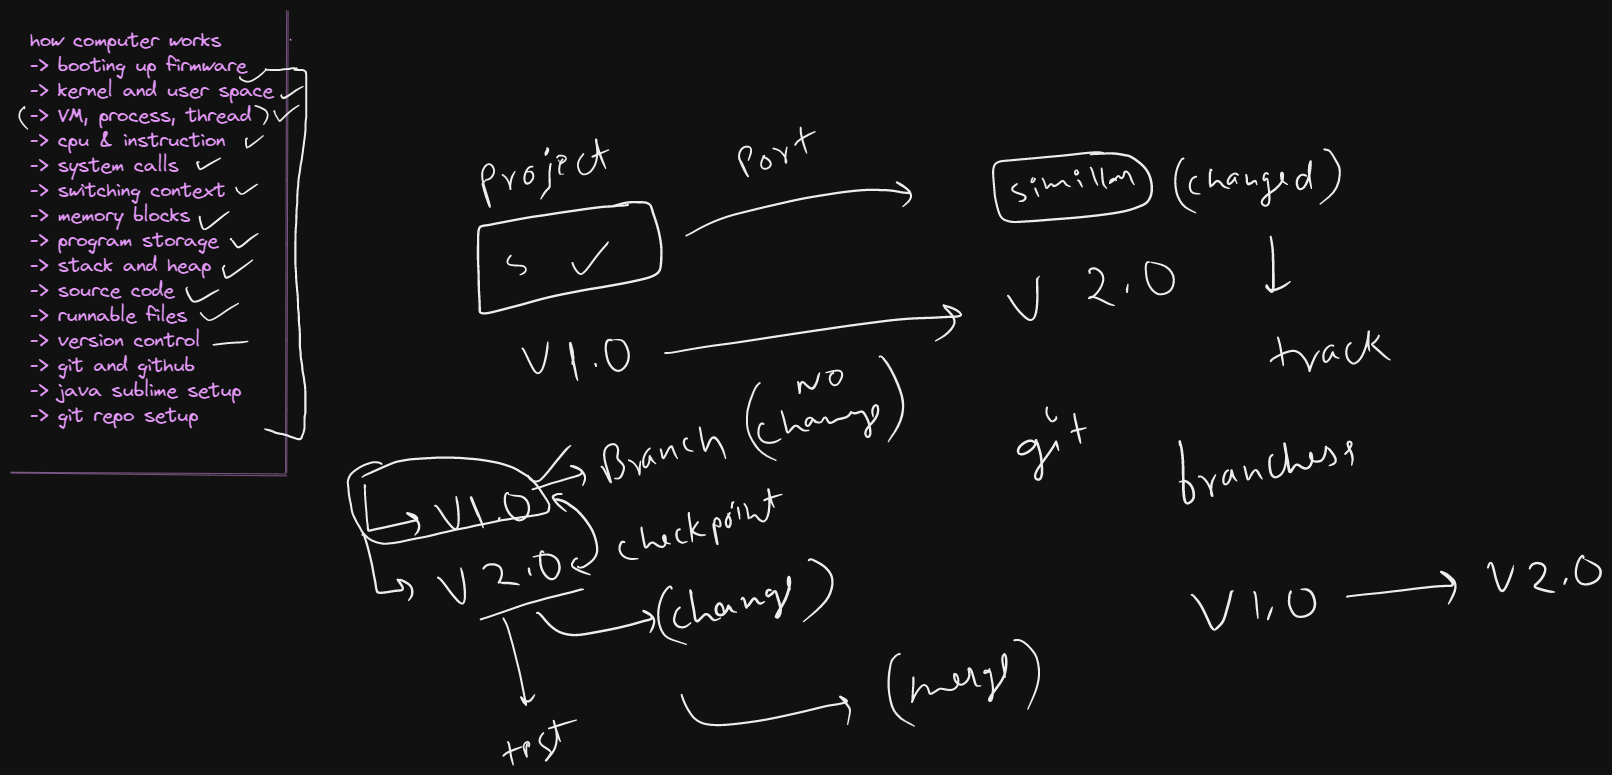 how computer works
-> booting up firmware
-> kernel and user space
(-> VM, process, thread)
-> cpu & instruction
-> system calls
-> switching context
-> memory blocks
-> program storage
-> stack and heap
-> source code
-> runnable files
-> version control
-> git and github
-> java sublime setup
-> git repo setup
Project
Port
(changed)
S
V 2.0
V1.0
track
Branch (NO change)
git
branchess
V1.0
checkpoint
V 2.0
(change)
V1.0
V2.0
(merge)
test